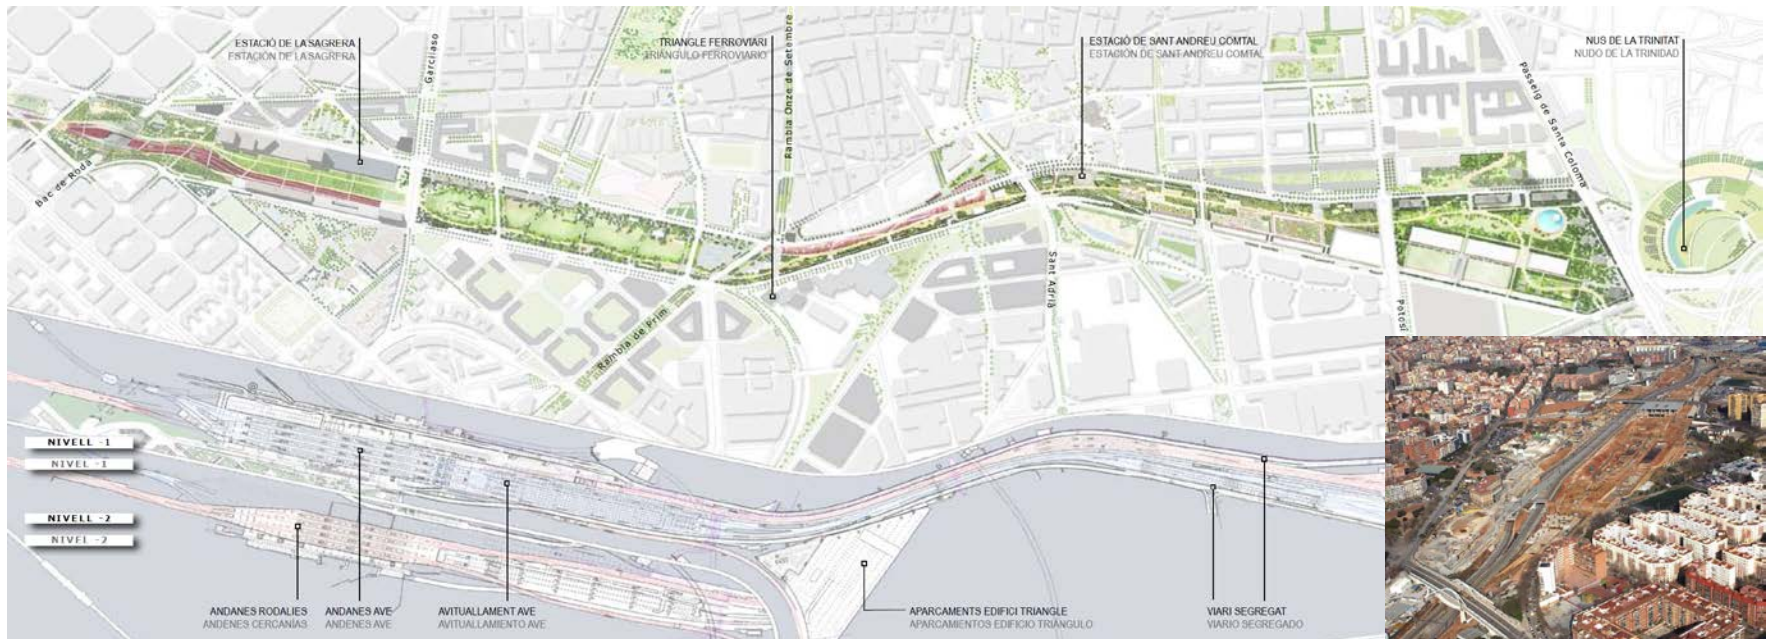 ESTACIÓ DE LA SAGRERA
ESTACIÓN DE LA SAGRERA
Garcilaso
TRIANGLE FERROVIARI
TRIÁNGULO FERROVIARIO
Rambla Onze de Setembre
ESTACIÓ DE SANT ANDREU COMTAL
ESTACIÓN DE SANT ANDREU COMTAL
Passeig de Santa Coloma
NUS DE LA TRINITAT
NUDO DE LA TRINIDAD
Bac de Roda
Rambla de Prim
Sant Adrià
Potosí
NIVELL -1
NIVEL -1
NIVELL -2
NIVEL -2
ANDANES RODALIES
ANDENES CERCANÍAS
ANDANES AVE
ANDENES AVE
AVITUALLAMENT AVE
AVITUALLAMIENTO AVE
APARCAMENTS EDIFICI TRIANGLE
APARCAMIENTOS EDIFICIO TRIÁNGULO
VIARI SEGREGAT
VIARIO SEGREGADO